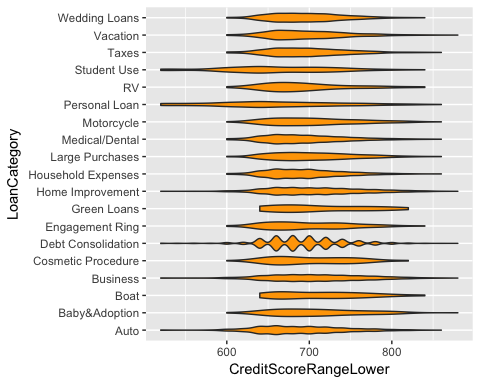 Wedding Loans
Vacation
Taxes
Student Use
RV
Personal Loan
Motorcycle
Medical/Dental
Large Purchases
Household Expenses
Home Improvement
Green Loans
Engagement Ring
Debt Consolidation
Cosmetic Procedure
Business
Boat
Baby&Adoption
Auto
LoanCategory
600 700 800
CreditScoreRangeLower